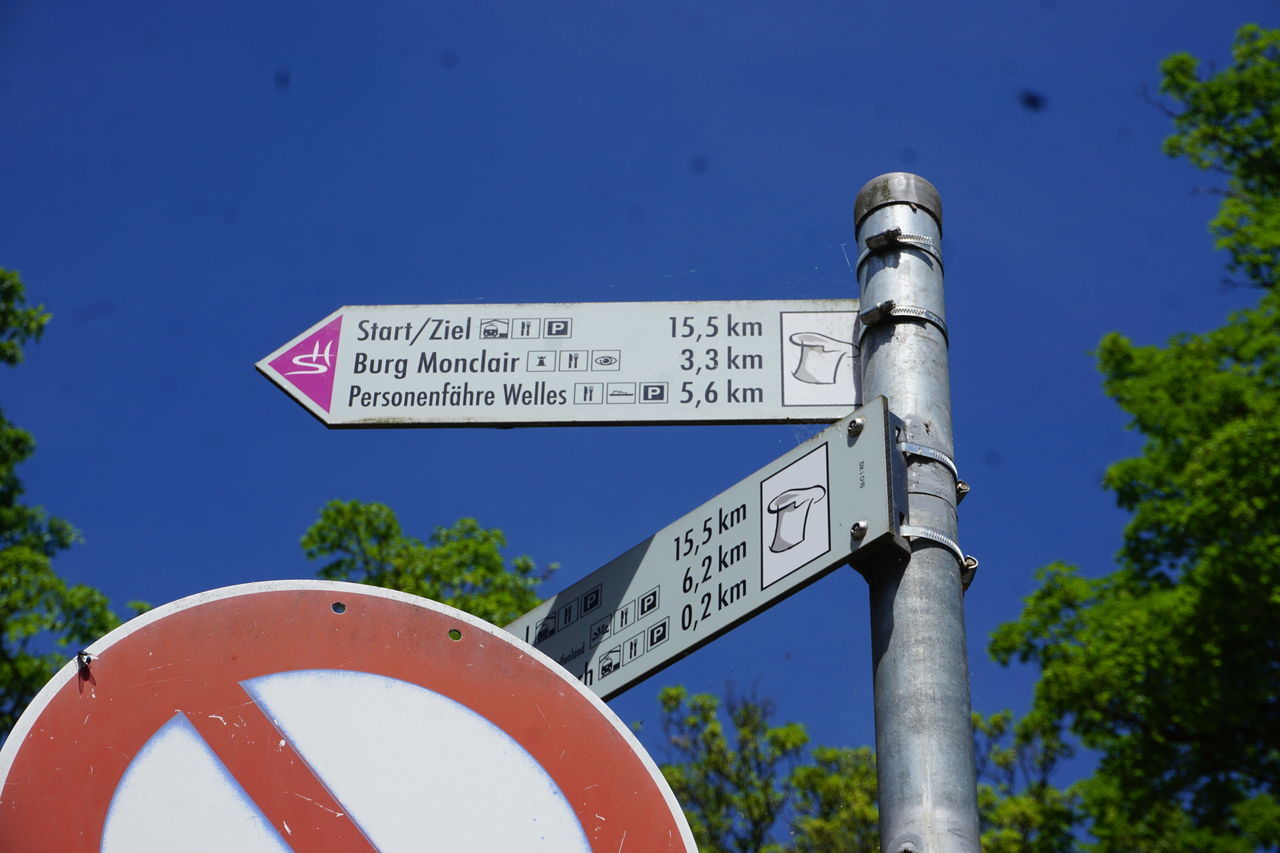 Start/Ziel P 15,5 km
Burg Monclair 3,3 km
Personenfähre Welles P 5,6 km
SH
P 15,5 km
P 6,2 km
P 0,2 km